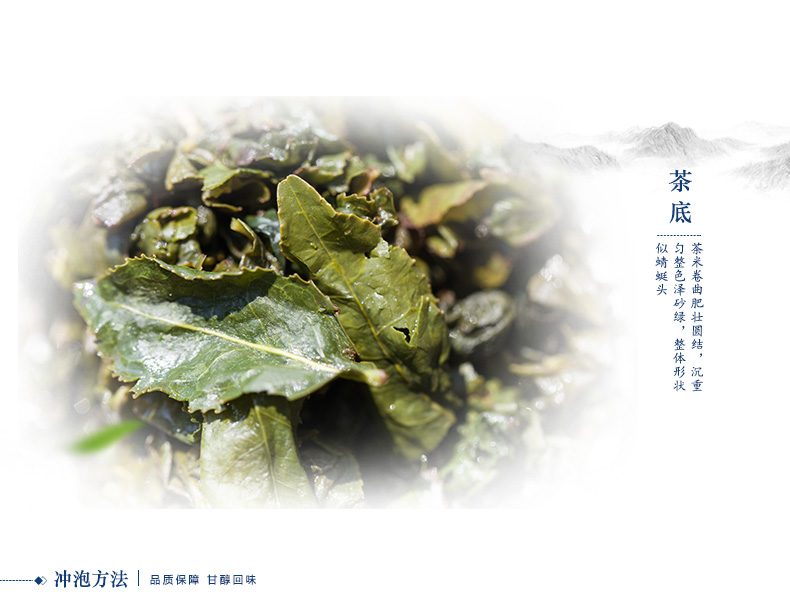 茶底
茶米卷曲肥壮圆结，沉重
匀整色泽砂绿，整体形状
似蜻蜓头
冲泡方法
品质保障 甘醇回味